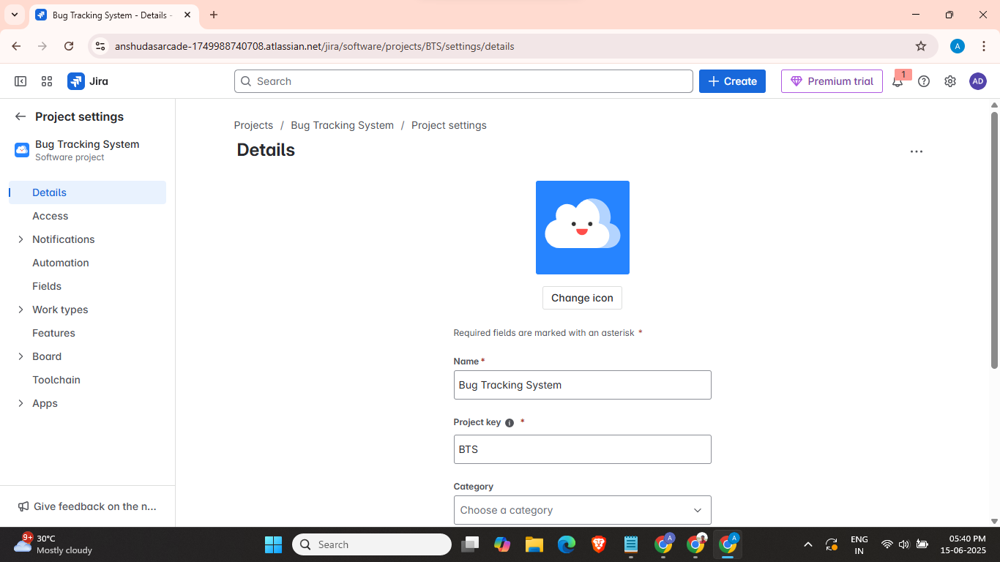 Bug Tracking System - Details -
anshudasarcade-1749988740708.atlassian.net/jira/software/projects/BTS/settings/details
A
Jira
Search
Create
Premium trial
1
AD
Project settings
Bug Tracking System
Software project
Details
Access
Notifications
Automation
Fields
Work types
Features
Board
Toolchain
Apps
Give feedback on the n...
Projects / Bug Tracking System / Project settings
Details
Change icon
Required fields are marked with an asterisk *
Name *
Bug Tracking System
Project key *
BTS
Category
Choose a category
9+
30°C
Mostly cloudy
Search
A
A
ENG
IN
05:40 PM
15-06-2025